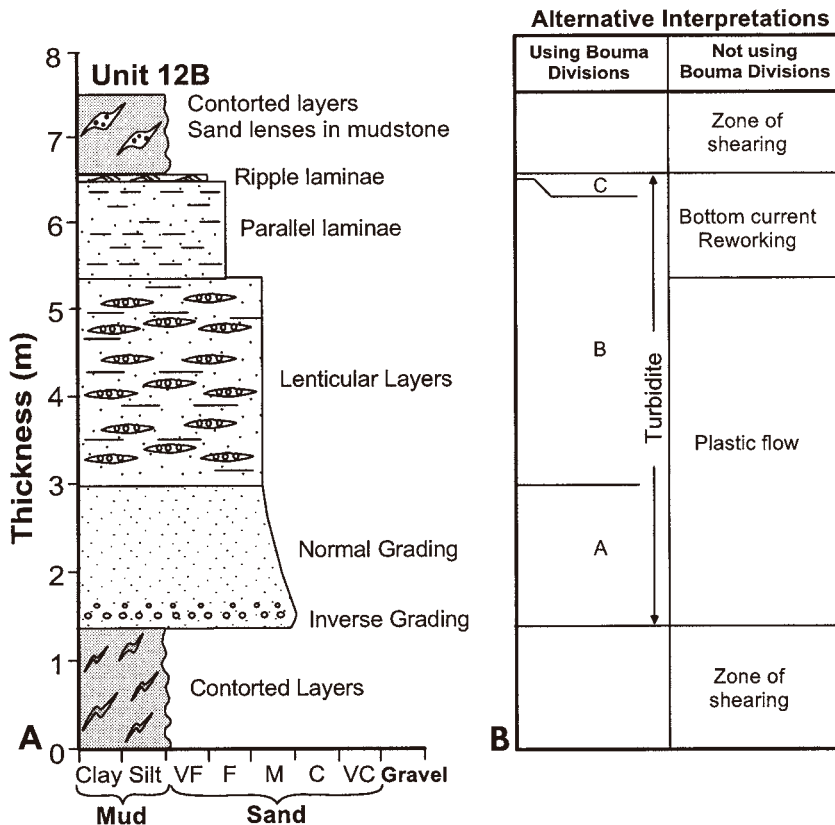 Alternative Interpretations
Using Bouma
Divisions
Not using
Bouma Divisions
8
7
6
5
4
3
2
1
0
Thickness (m)
Unit 12B
Contorted layers
Sand lenses in mudstone
Ripple laminae
Parallel laminae
Lenticular Layers
Normal Grading
Inverse Grading
Contorted Layers
A
Clay Silt VF F M C VC Gravel
Mud Sand
B
C
B
A
Turbidite
Zone of
shearing
Bottom current
Reworking
Plastic flow
Zone of
shearing